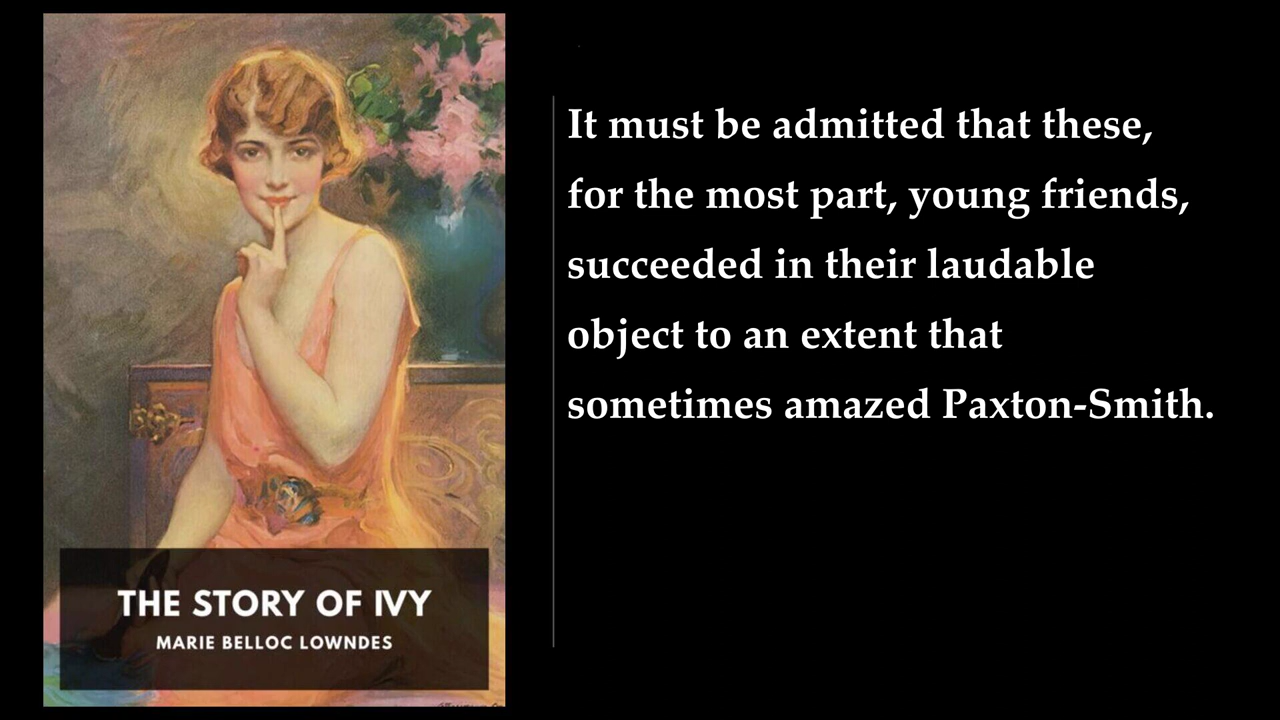 THE STORY OF IVY
MARIE BELLOC LOWNDES
It must be admitted that these,
for the most part, young friends,
succeeded in their laudable
object to an extent that
sometimes amazed Paxton-Smith.